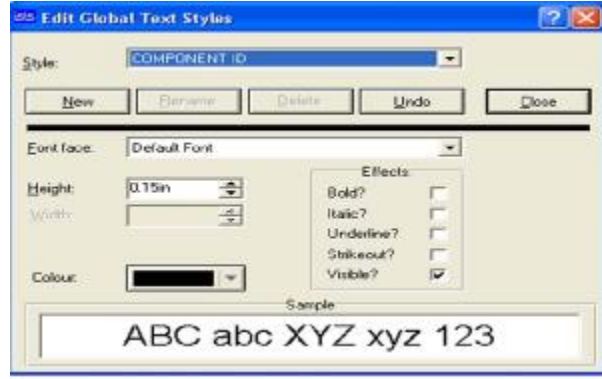 isis Edit Global Text Styles
Style: COMPONENT ID
New Rename Delete Undo Close
Font face: Default Font
Effects
Height: 0.15in Bold?
Width: Italic?
Underline?
Strikeout?
Colour: Visible?
Sample
ABC abc XYZ xyz 123